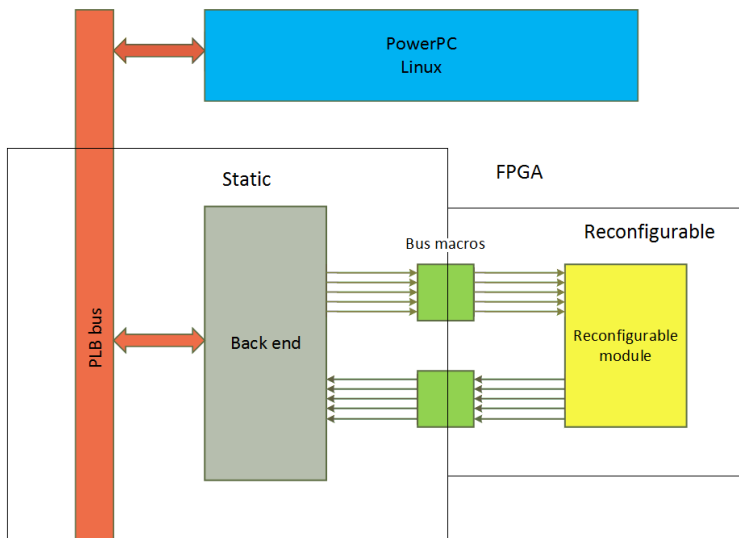 PowerPC
Linux
FPGA
Static
Bus macros
Reconfigurable
PLB bus
Back end
Reconfigurable
module